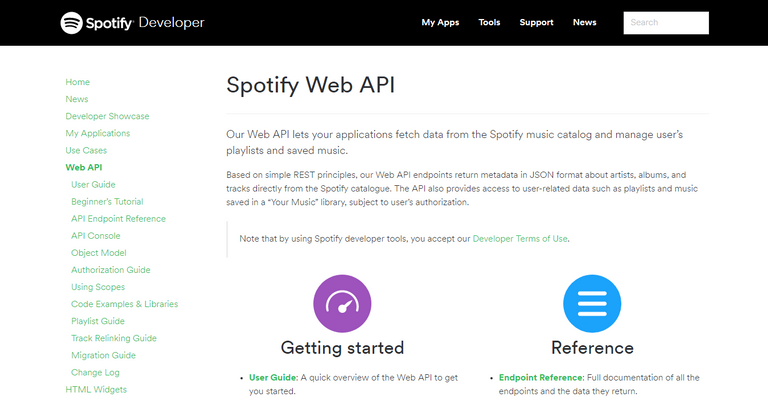 Spotify Developer
My Apps Tools Support News Search
Home
News
Developer Showcase
My Applications
Use Cases
Web API
User Guide
Beginner's Tutorial
API Endpoint Reference
API Console
Object Model
Authorization Guide
Using Scopes
Code Examples & Libraries
Playlist Guide
Track Relinking Guide
Migration Guide
Change Log
HTML Widgets
Spotify Web API
Our Web API lets your applications fetch data from the Spotify music catalog and manage user's
playlists and saved music.
Based on simple REST principles, our Web API endpoints return metadata in JSON format about artists, albums, and
tracks directly from the Spotify catalogue. The API also provides access to user-related data such as playlists and music
saved in a “Your Music” library, subject to user's authorization.
Note that by using Spotify developer tools, you accept our Developer Terms of Use.
Getting started
• User Guide: A quick overview of the Web API to get
you started.
Reference
• Endpoint Reference: Full documentation of all the
endpoints and the data they return.